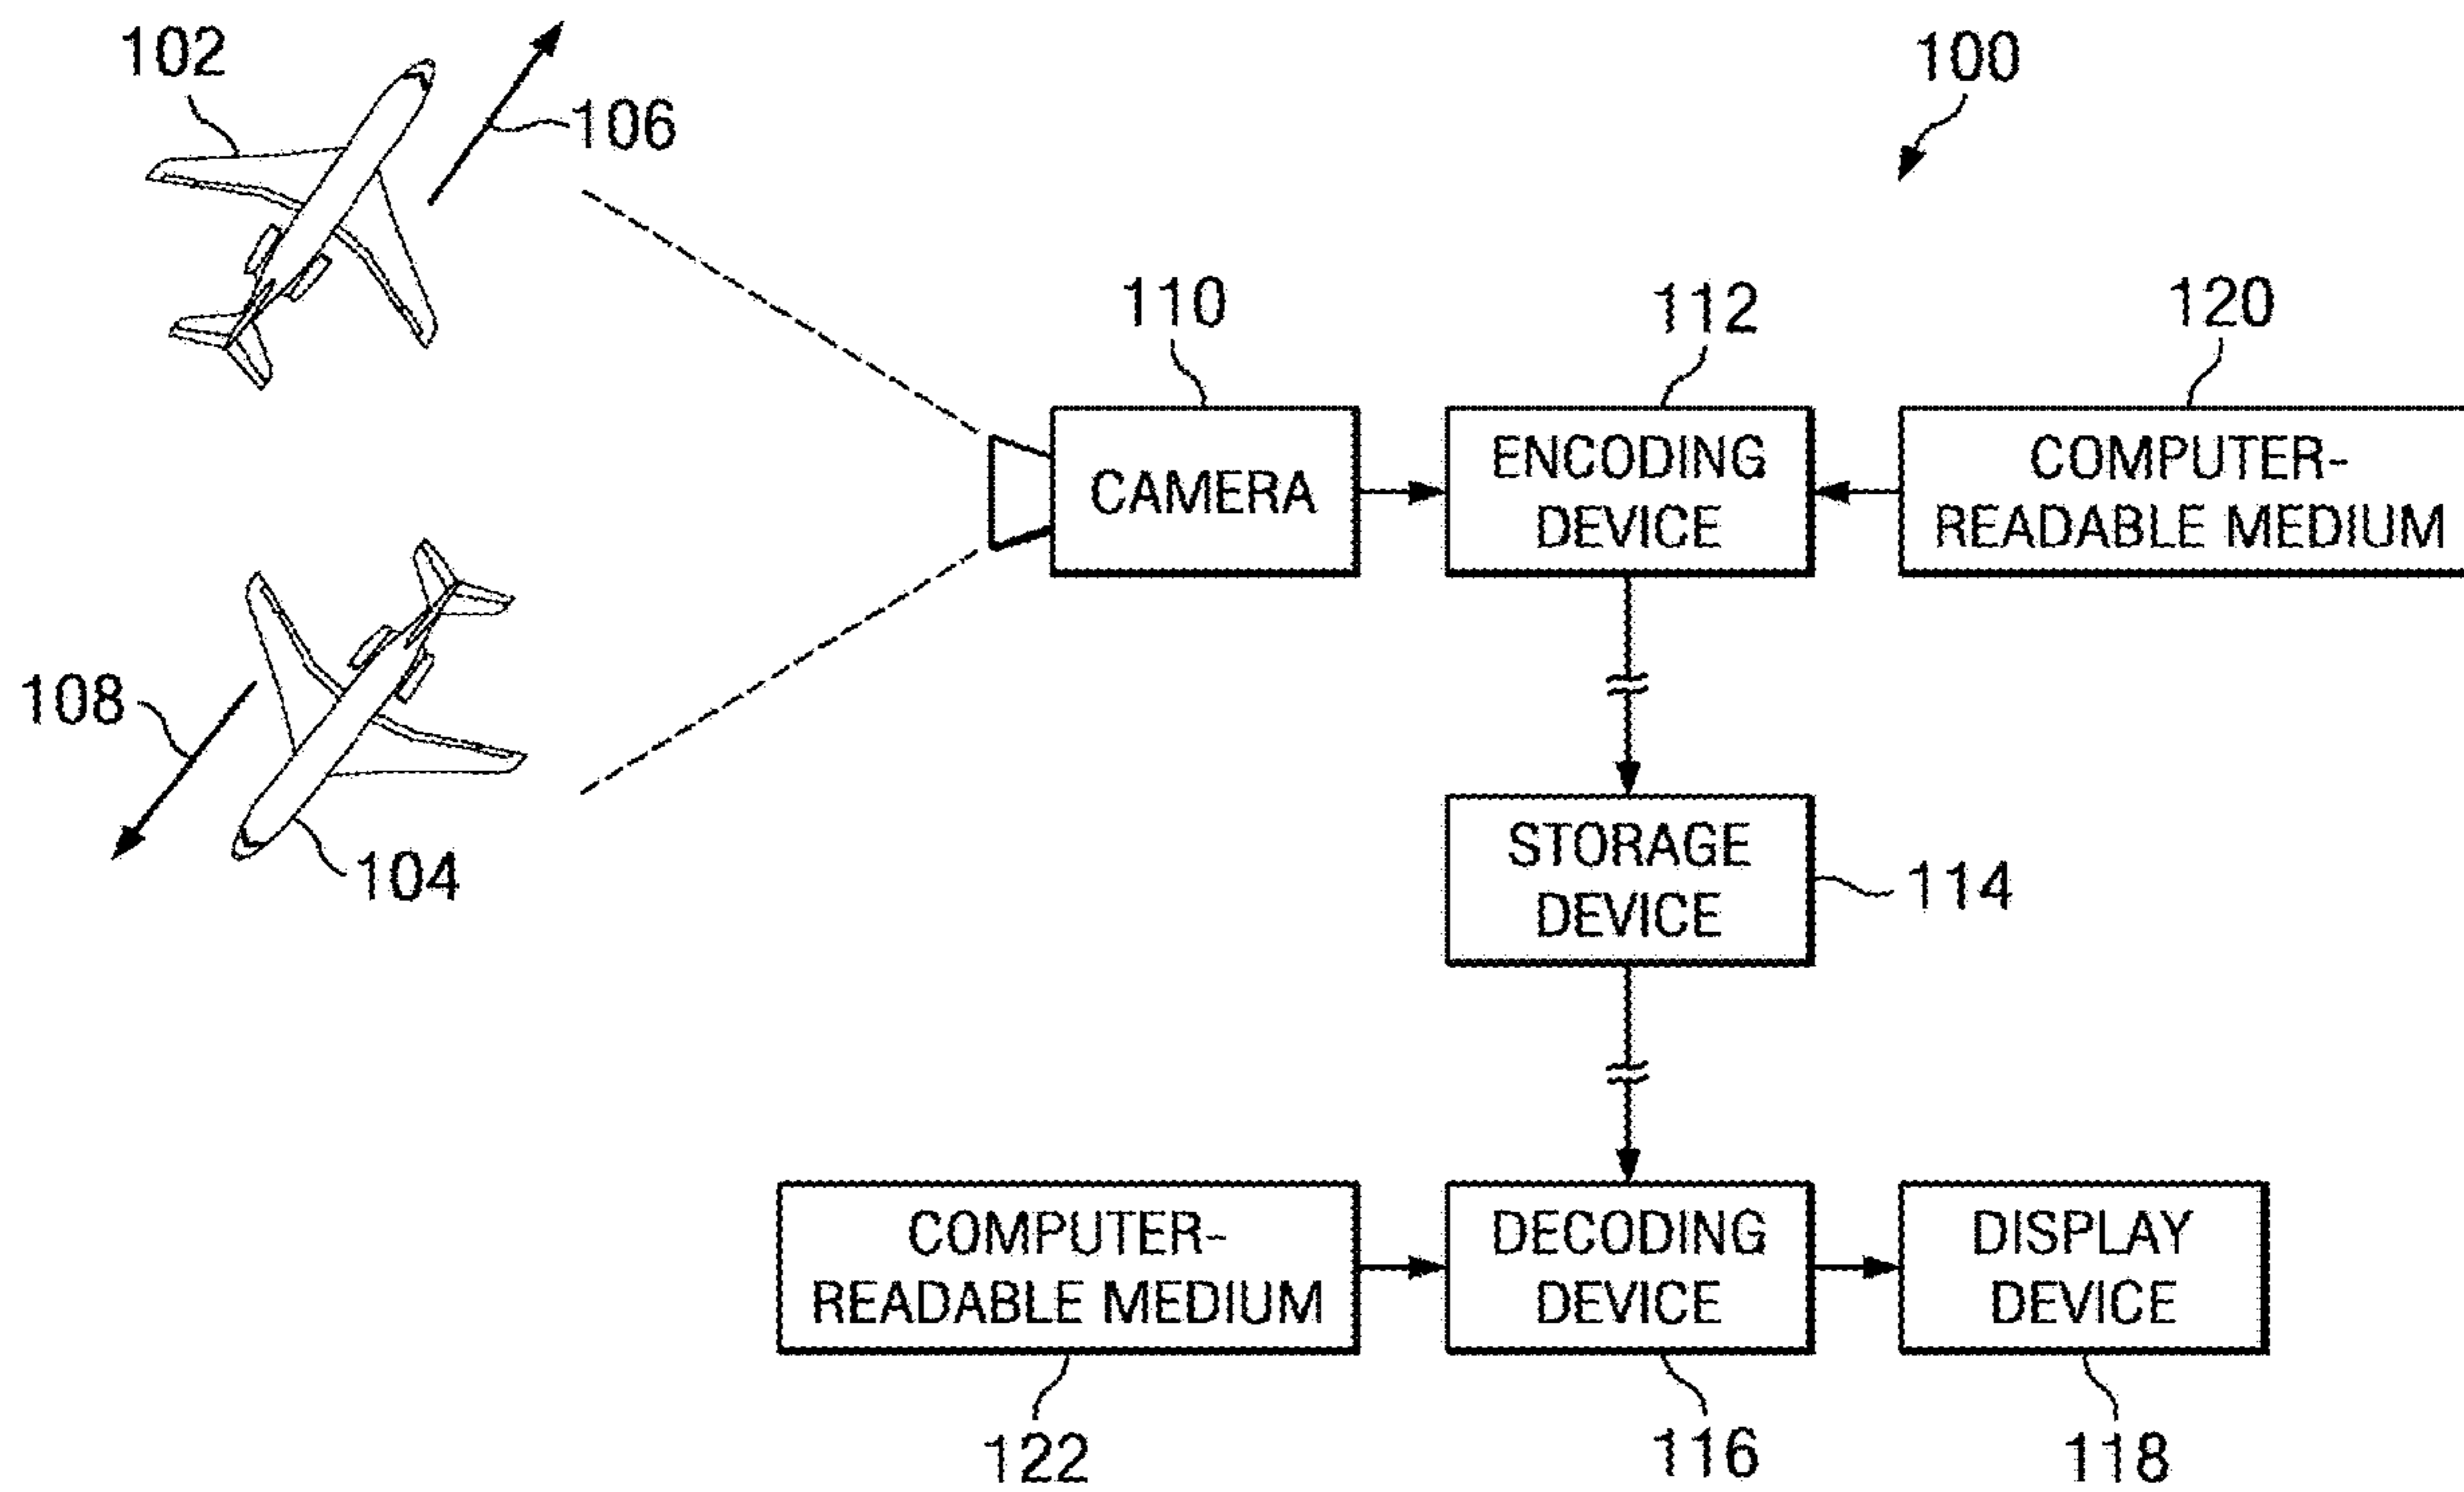 102
106
100
110
112
120
CAMERA
ENCODING
DEVICE
COMPUTER-
READABLE MEDIUM
108
104
STORAGE
DEVICE
114
COMPUTER-
READABLE MEDIUM
DECODING
DEVICE
DISPLAY
DEVICE
122
116
118